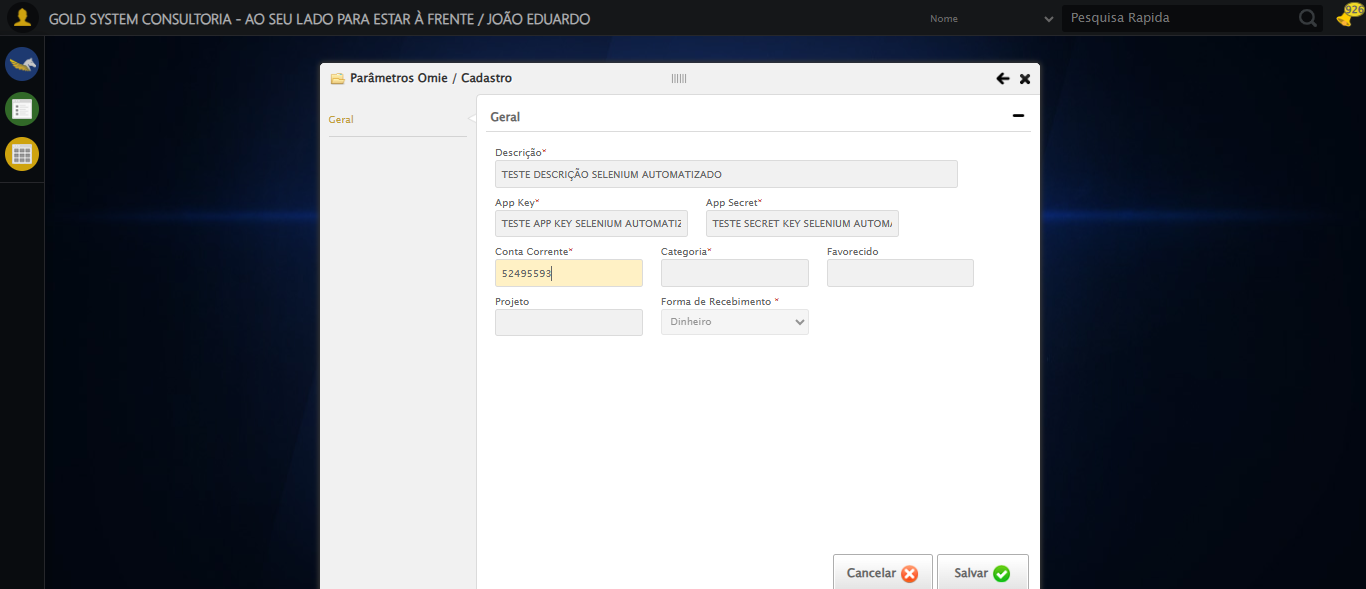 GOLD SYSTEM CONSULTORIA - AO SEU LADO PARA ESTAR À FRENTE / JOÃO EDUARDO
Nome
Pesquisa Rapida
926
Parâmetros Omie / Cadastro
Geral
Geral
Descrição*
TESTE DESCRIÇÃO SELENIUM AUTOMATIZADO
App Key* App Secret*
TESTE APP KEY SELENIUM AUTOMATIZ TESTE SECRET KEY SELENIUM AUTOMA
Conta Corrente* Categoria* Favorecido
52495593
Projeto Forma de Recebimento *
Dinheiro
Cancelar Salvar